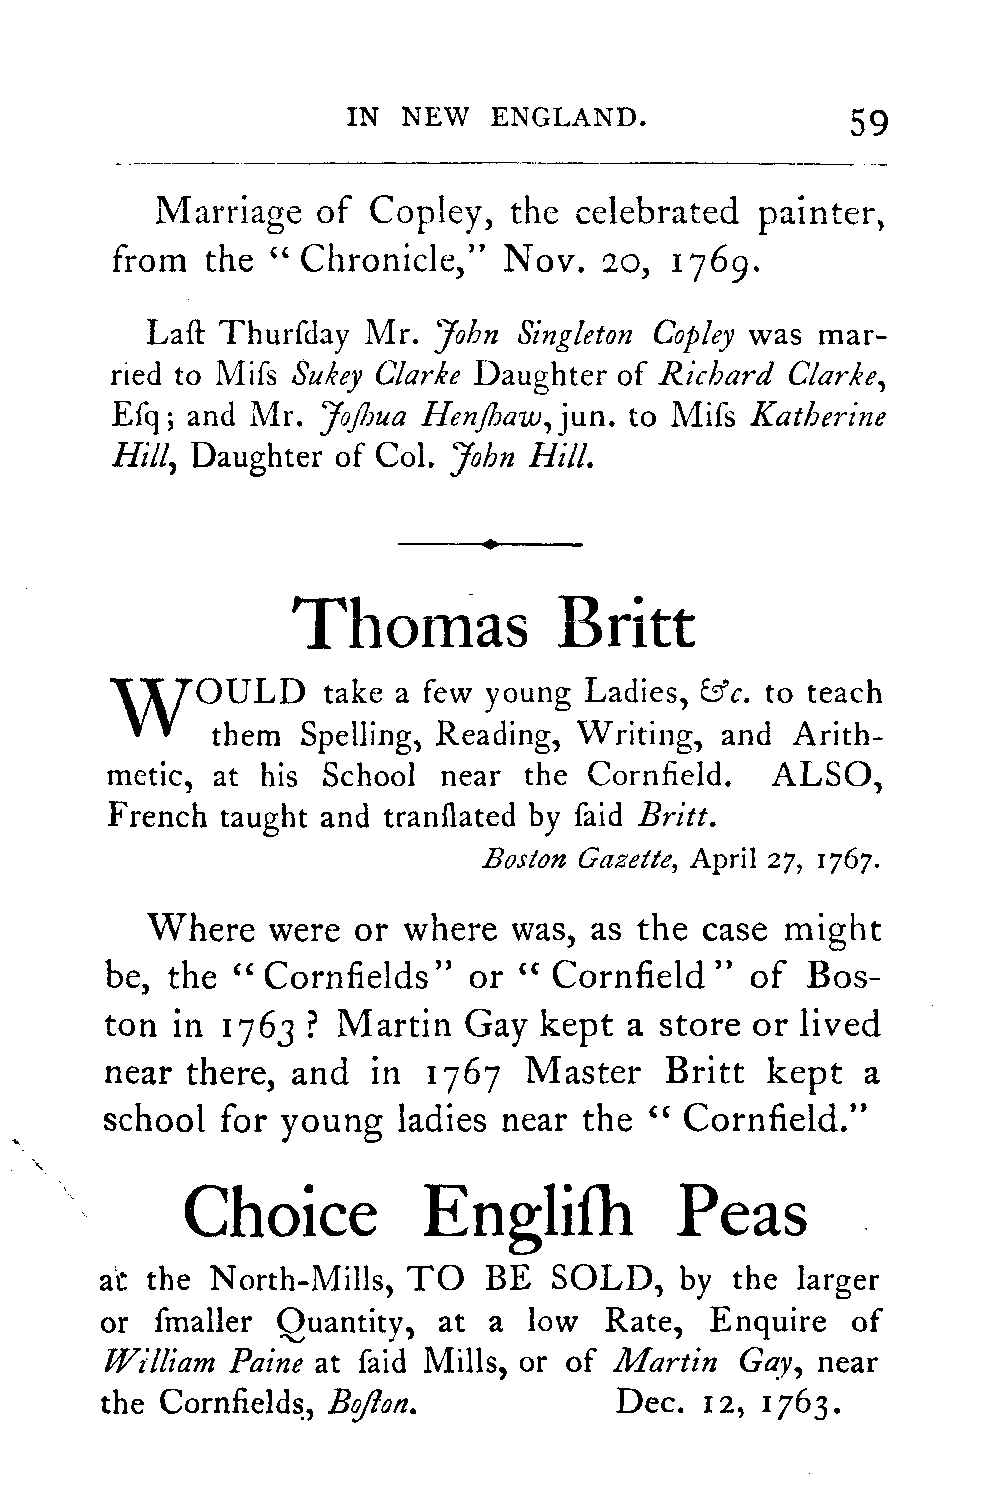 IN NEW ENGLAND. 59
Marriage of Copley, the celebrated painter,
from the “Chronicle,” Nov. 20, 1769.
Laſt Thurſday Mr. John Singleton Copley was mar-
ried to Miſs Sukey Clarke Daughter of Richard Clarke,
Eſq; and Mr. Joſhua Henſhaw, jun. to Miſs Katherine
Hill, Daughter of Col. John Hill.
Thomas Britt
WOULD take a few young Ladies, &c. to teach
them Spelling, Reading, Writing, and Arith-
metic, at his School near the Cornfield. ALSO,
French taught and tranſlated by ſaid Britt.
Boston Gazette, April 27, 1767.
Where were or where was, as the case might
be, the “Cornfields” or “Cornfield” of Bos-
ton in 1763? Martin Gay kept a store or lived
near there, and in 1767 Master Britt kept a
school for young ladies near the “Cornfield.”
Choice Engliſh Peas
at the North-Mills, TO BE SOLD, by the larger
or ſmaller Quantity, at a low Rate, Enquire of
William Paine at ſaid Mills, or of Martin Gay, near
the Cornfields, Boſton. Dec. 12, 1763.